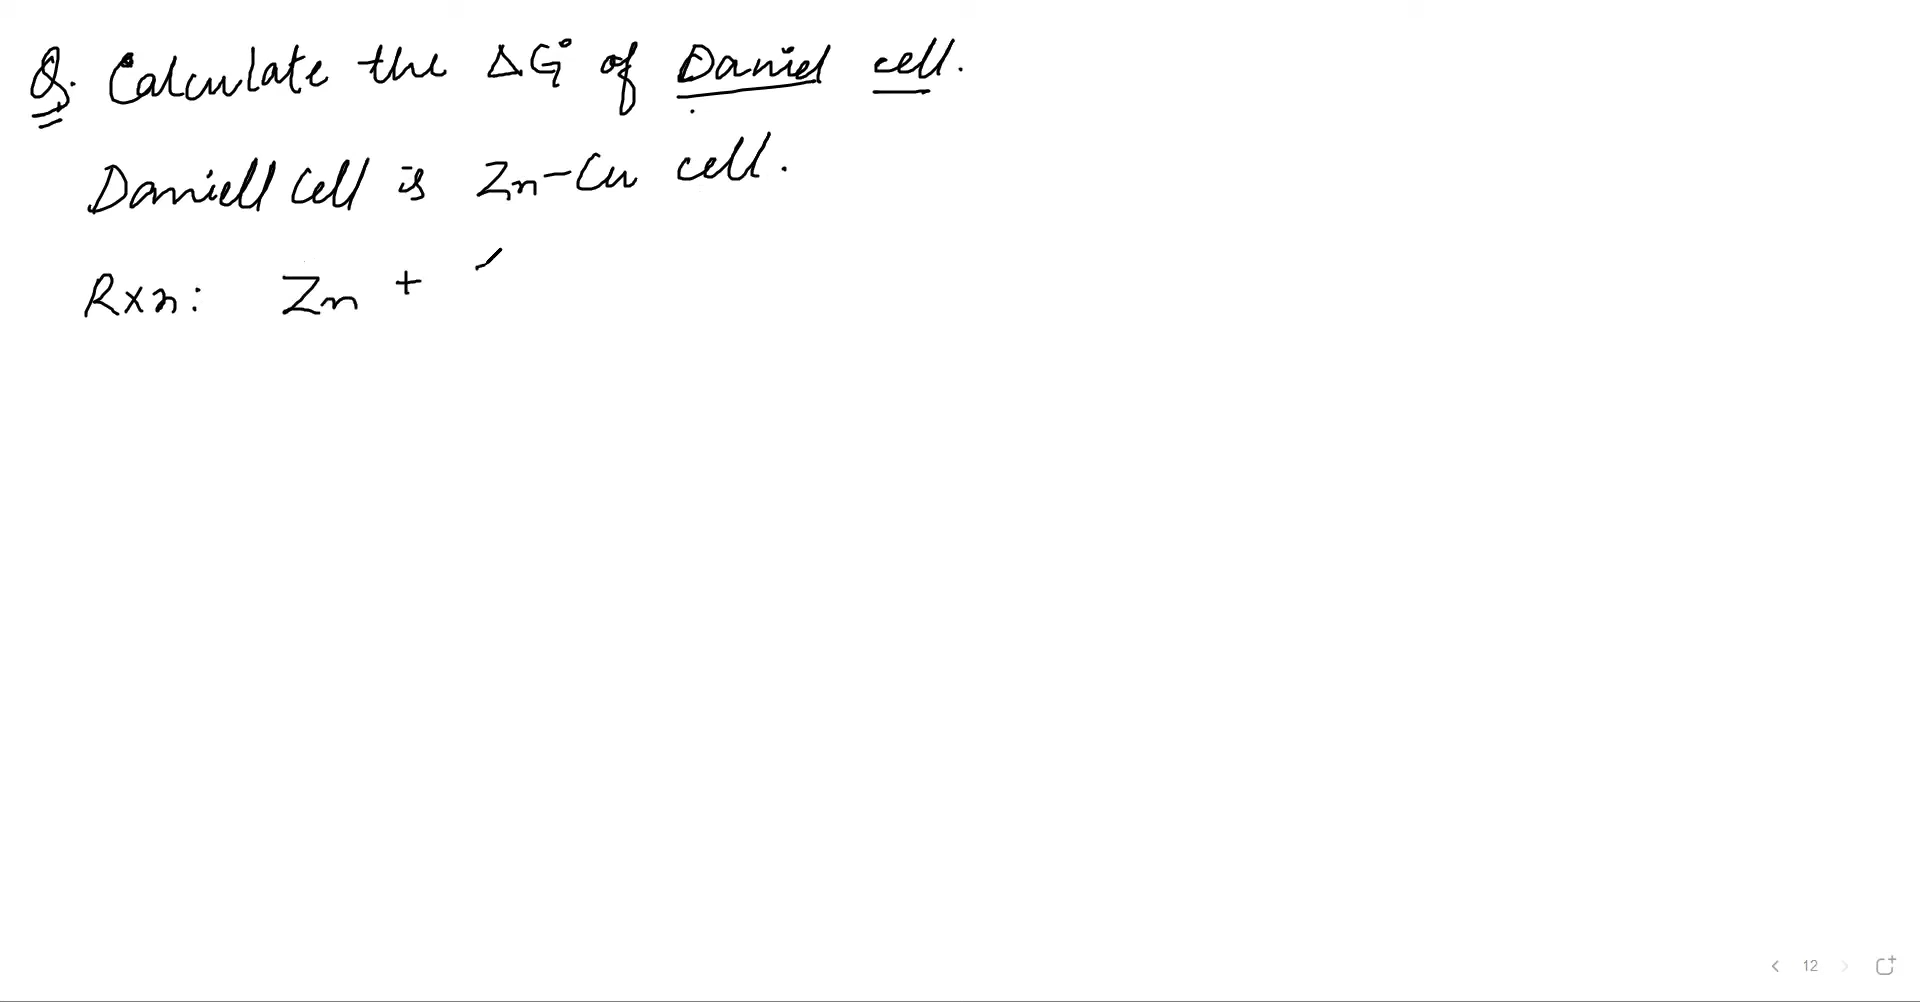 Q. Calculate the ΔG° of Daniel cell.
Daniell Cell is Zn-Cu cell.
Rxn: Zn +
12